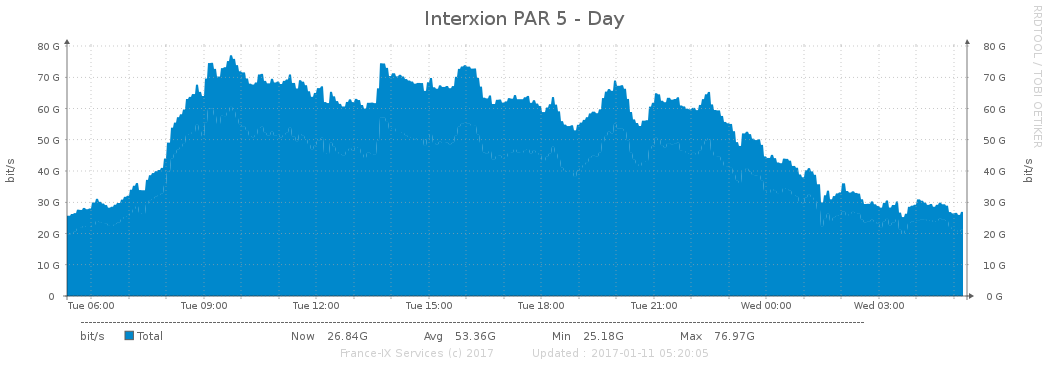 Interxion PAR 5 - Day
RRDTOOL / TOBI OETIKER
bit/s
80 G
70 G
60 G
50 G
40 G
30 G
20 G
10 G
0
80 G
70 G
60 G
50 G
40 G
30 G
20 G
10 G
0 G
bit/s
Tue 06:00 Tue 09:00 Tue 12:00 Tue 15:00 Tue 18:00 Tue 21:00 Wed 00:00 Wed 03:00
bit/s Total Now 26.84G Avg 53.36G Min 25.18G Max 76.97G
France-IX Services (c) 2017 Updated : 2017-01-11 05:20:05